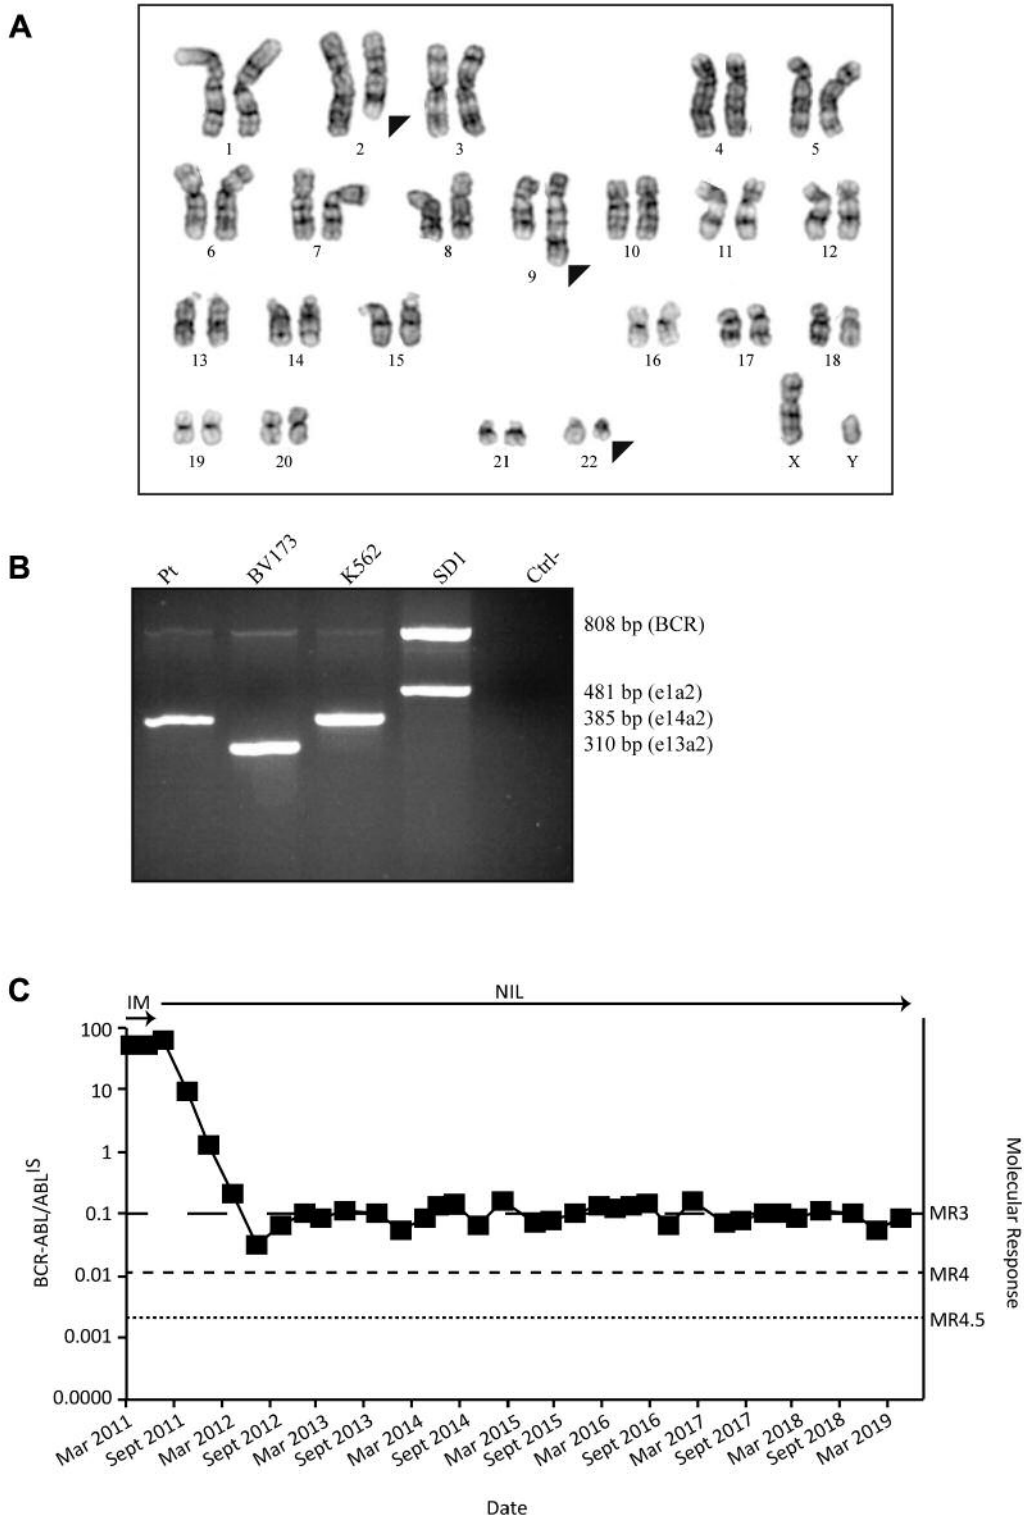 A
1 2 3 4 5
6 7 8 9 10 11 12
13 14 15 16 17 18
19 20 21 22 X Y
B
Pt BV173 K562 SD1 Ctrl-
808 bp (BCR)
481 bp (e1a2)
385 bp (e14a2)
310 bp (e13a2)
C
IM NIL
100
10
1
0.1
0.01
0.001
0.0000
BCR-ABL/ABL^IS
MR3
MR4
MR4.5
Molecular Response
Mar 2011 Sept 2011 Mar 2012 Sept 2012 Mar 2013 Sept 2013 Mar 2014 Sept 2014 Mar 2015 Sept 2015 Mar 2016 Sept 2016 Mar 2017 Sept 2017 Mar 2018 Sept 2018 Mar 2019
Date